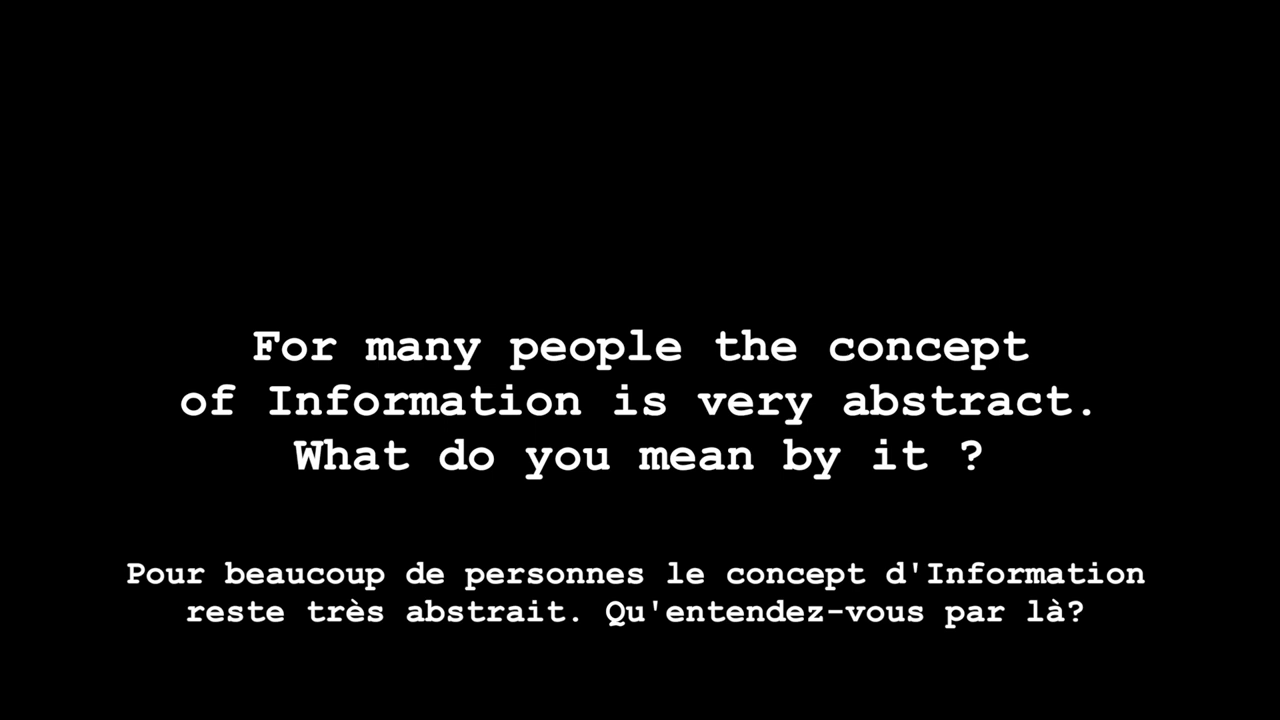 For many people the concept
of Information is very abstract.
What do you mean by it ?
Pour beaucoup de personnes le concept d'Information
reste très abstrait. Qu'entendez-vous par là?